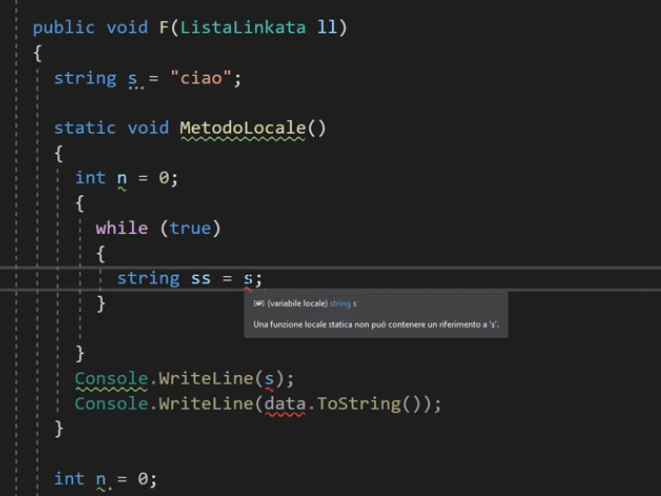 public void F(ListaLinkata ll)
{
string s = "ciao";
static void MetodoLocale()
{
int n = 0;
{
while (true)
{
string ss = s;
(variabile locale) string s
Una funzione locale statica non può contenere un riferimento a 's'.
}
}
Console.WriteLine(s);
Console.WriteLine(data.ToString());
}
int n = 0;